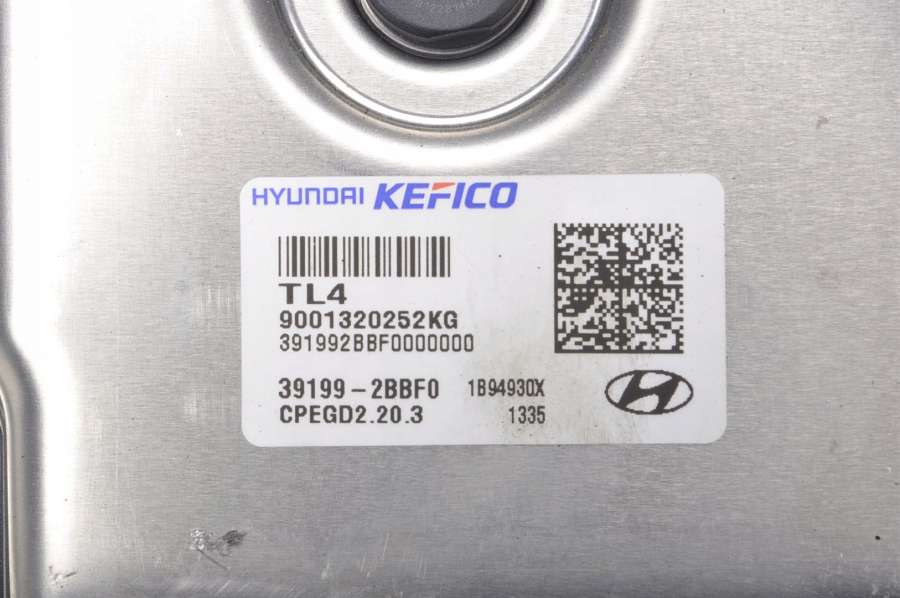 HYUNDAI KEFICO
TL4
9001320252KG
391992BBF0000000
39199-2BBF0 1B94930X
CPEGD2.20.3 1335